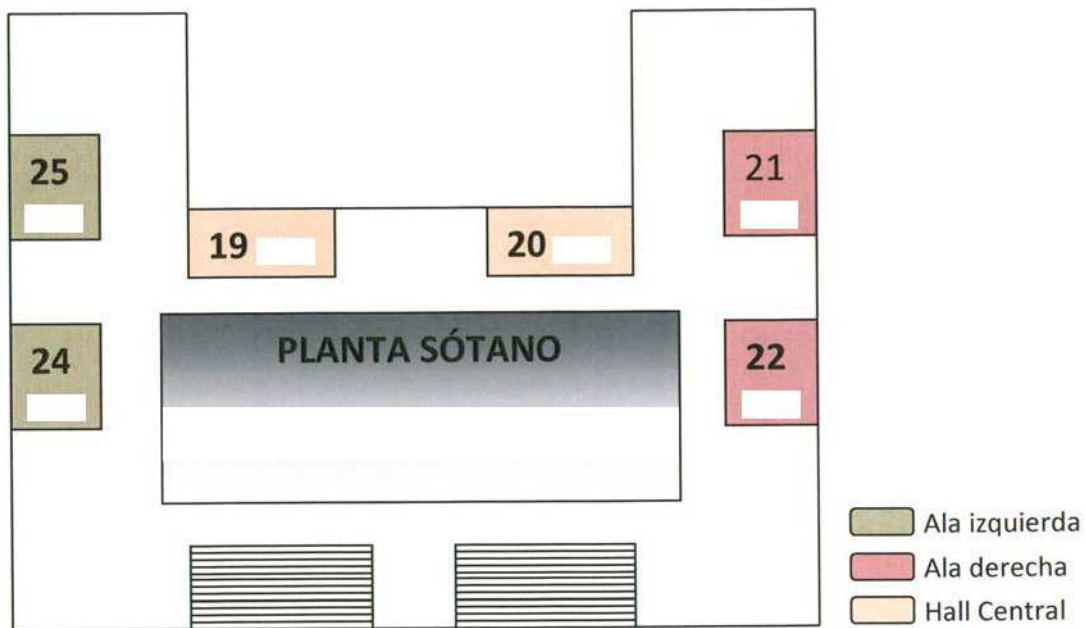 25
21
19
20
24
PLANTA SÓTANO
22
Ala izquierda
Ala derecha
Hall Central